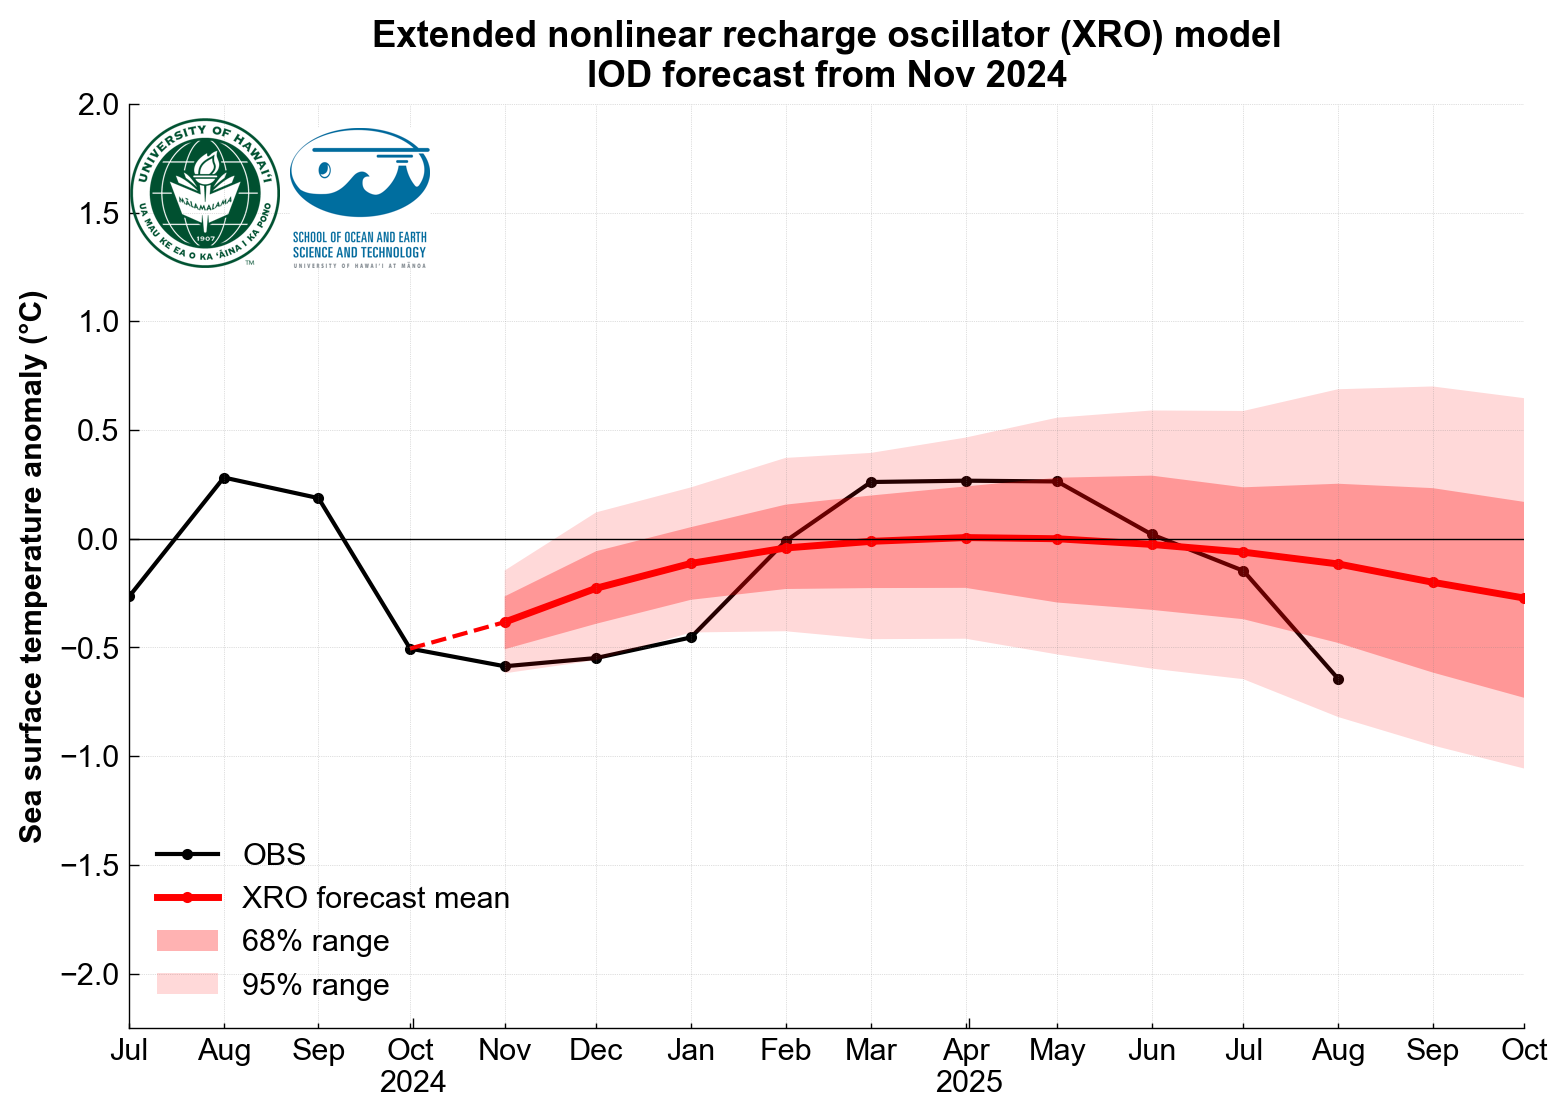 Extended nonlinear recharge oscillator (XRO) model
IOD forecast from Nov 2024
2.0
1.5
1.0
0.5
0.0
−0.5
−1.0
−1.5
−2.0
Sea surface temperature anomaly (°C)
UNIVERSITY OF HAWAIʻI
MĀLAMALAMA
1907
UA MAU KE EA O KA ʻĀINA I KA PONO
TM
SCHOOL OF OCEAN AND EARTH
SCIENCE AND TECHNOLOGY
UNIVERSITY OF HAWAIʻI AT MĀNOA
OBS
XRO forecast mean
68% range
95% range
Jul Aug Sep Oct Nov Dec Jan Feb Mar Apr May Jun Jul Aug Sep Oct
2024 2025